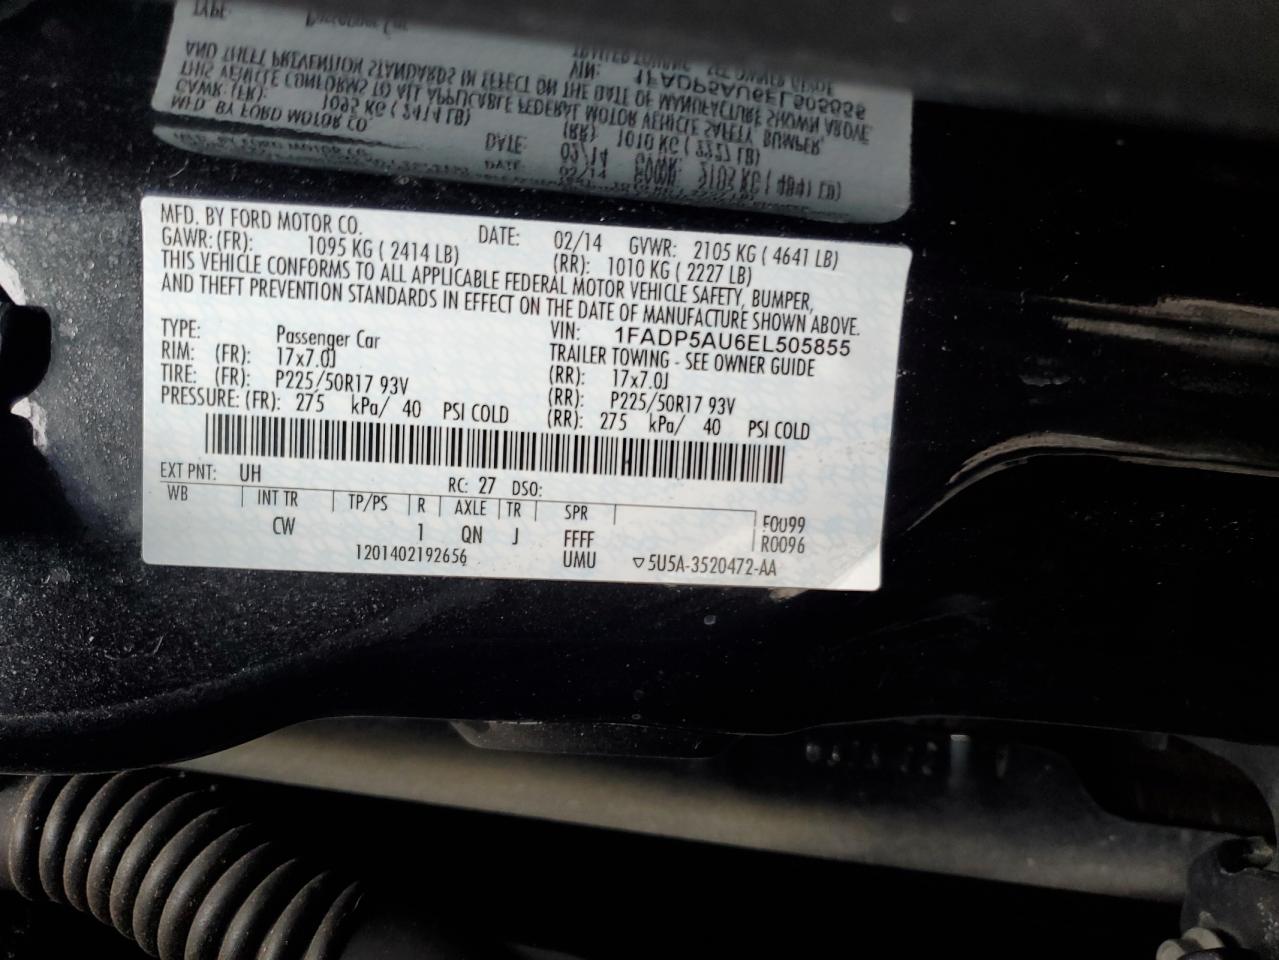 MFD. BY FORD MOTOR CO. DATE: 02/14 GVWR: 2105 KG ( 4641 LB)
GAWR: (FR): 1095 KG ( 2414 LB) (RR): 1010 KG ( 2227 LB)
THIS VEHICLE CONFORMS TO ALL APPLICABLE FEDERAL MOTOR VEHICLE SAFETY, BUMPER,
AND THEFT PREVENTION STANDARDS IN EFFECT ON THE DATE OF MANUFACTURE SHOWN ABOVE.
VIN: 1FADP5AU6EL505855
TYPE: Passenger Car TRAILER TOWING - SEE OWNER GUIDE
RIM: (FR): 17x7.0J (RR): 17x7.0J
TIRE: (FR): P225/50R17 93V (RR): P225/50R17 93V
PRESSURE: (FR): 275 kPa/ 40 PSI COLD (RR): 275 kPa/ 40 PSI COLD
EXT PNT: UH RC: 27 DSO:
WB INT TR TP/PS R AXLE TR SPR F0099
CW 1 QN J FFFF R0096
1201402192656 UMU ▽5U5A-3520472-AA